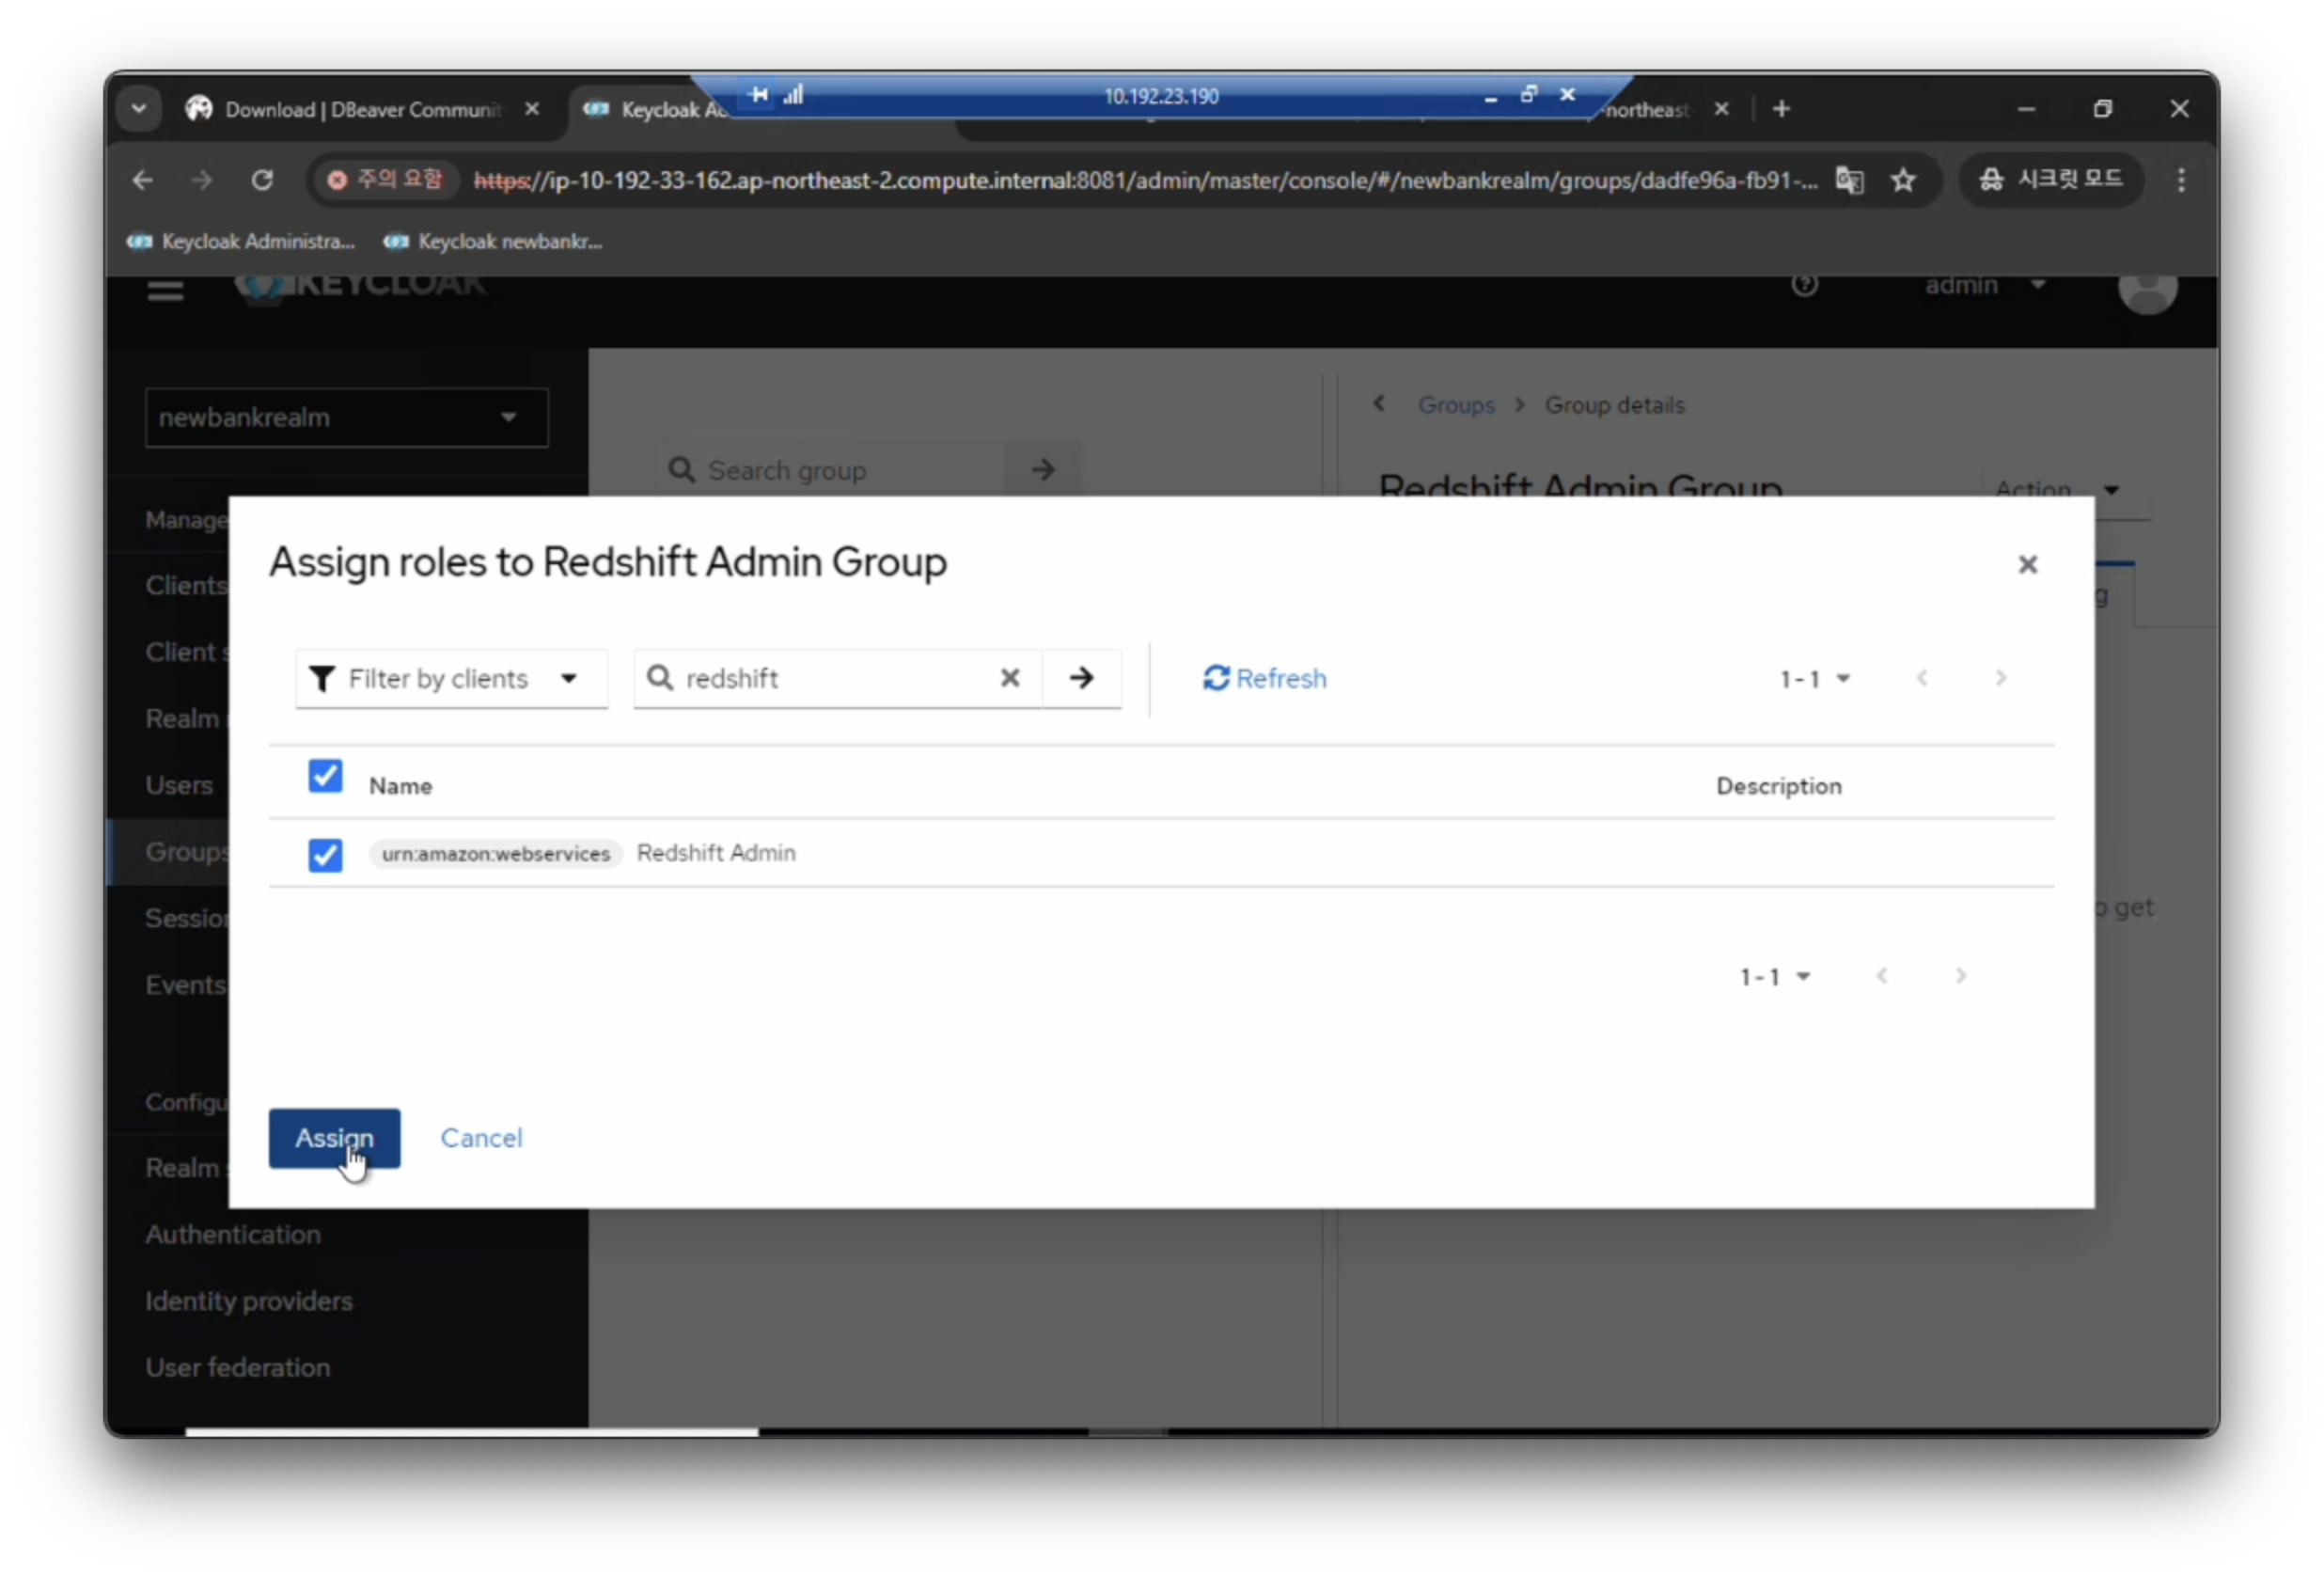 10.192.23.190
Download | DBeaver Communit
Keycloak Ad
-northeast-
주의 요함
https://ip-10-192-33-162.ap-northeast-2.compute.internal:8081/admin/master/console/#/newbankrealm/groups/dadfe96a-fb91-...
시크릿 모드
Keycloak Administra...
Keycloak newbankr...
KEYCLOAK
admin
newbankrealm
Groups
Group details
Search group
Redshift Admin Group
Action
Manage
Clients
Client s
Realm
Users
Groups
Session
Events
Configu
Realm s
Authentication
Identity providers
User federation
g
o get
Assign roles to Redshift Admin Group
Filter by clients
redshift
Refresh
1 - 1
Name
Description
urn:amazon:webservices
Redshift Admin
1 - 1
Assign
Cancel